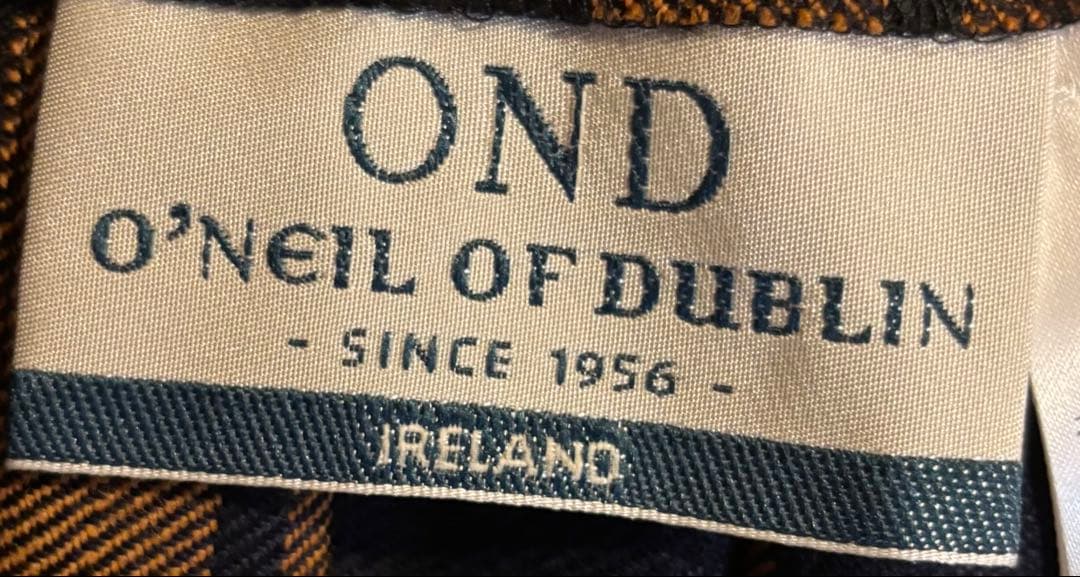 OND
O'NEIL OF DUBLIN
- SINCE 1956 -
IRELAND